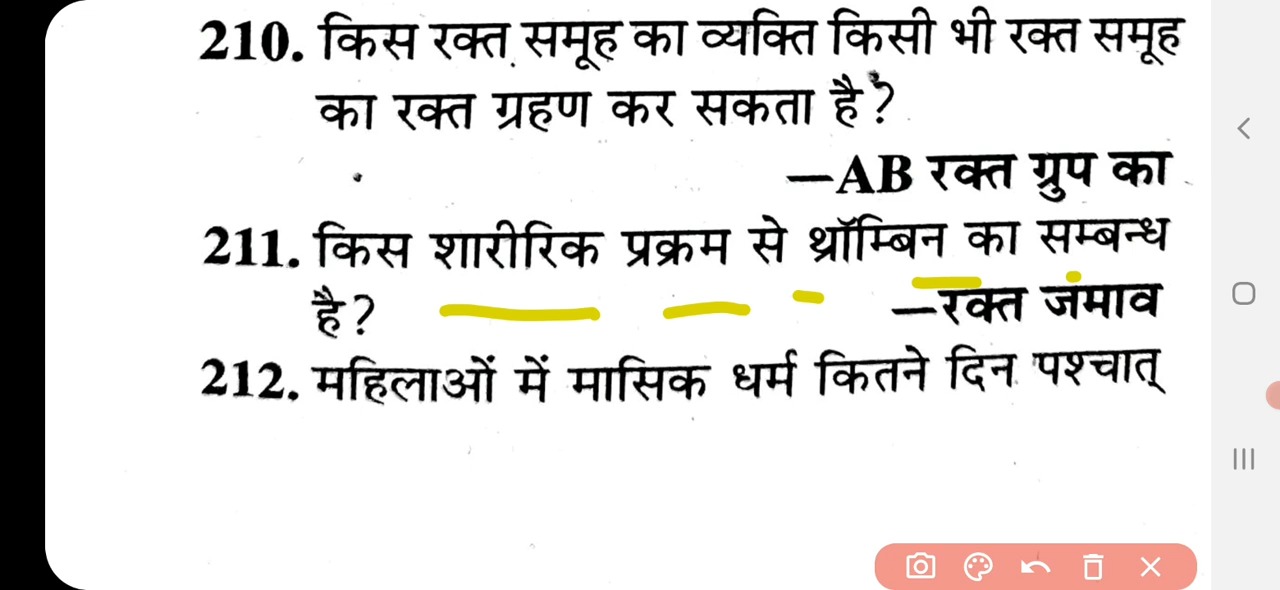 210. किस रक्त समूह का व्यक्ति किसी भी रक्त समूह
का रक्त ग्रहण कर सकता है?
—AB रक्त ग्रुप का
211. किस शारीरिक प्रक्रम से थ्रॉम्बिन का सम्बन्ध
है? —रक्त जमाव
212. महिलाओं में मासिक धर्म कितने दिन पश्चात्